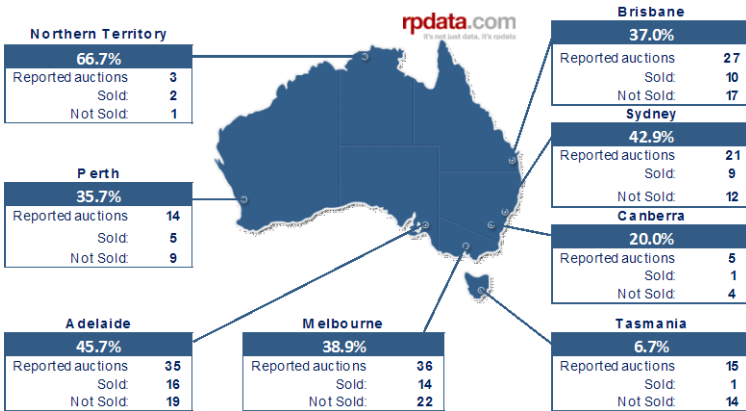 rpdata.com
it's not just data, it's rpdata
Northern Territory
66.7%
Reported auctions 3
Sold: 2
Not Sold: 1
Brisbane
37.0%
Reported auctions 27
Sold: 10
Not Sold: 17
Sydney
42.9%
Reported auctions 21
Sold: 9
Not Sold: 12
Perth
35.7%
Reported auctions 14
Sold: 5
Not Sold: 9
Canberra
20.0%
Reported auctions 5
Sold: 1
Not Sold: 4
Adelaide
45.7%
Reported auctions 35
Sold: 16
Not Sold: 19
Melbourne
38.9%
Reported auctions 36
Sold: 14
Not Sold: 22
Tasmania
6.7%
Reported auctions 15
Sold: 1
Not Sold: 14